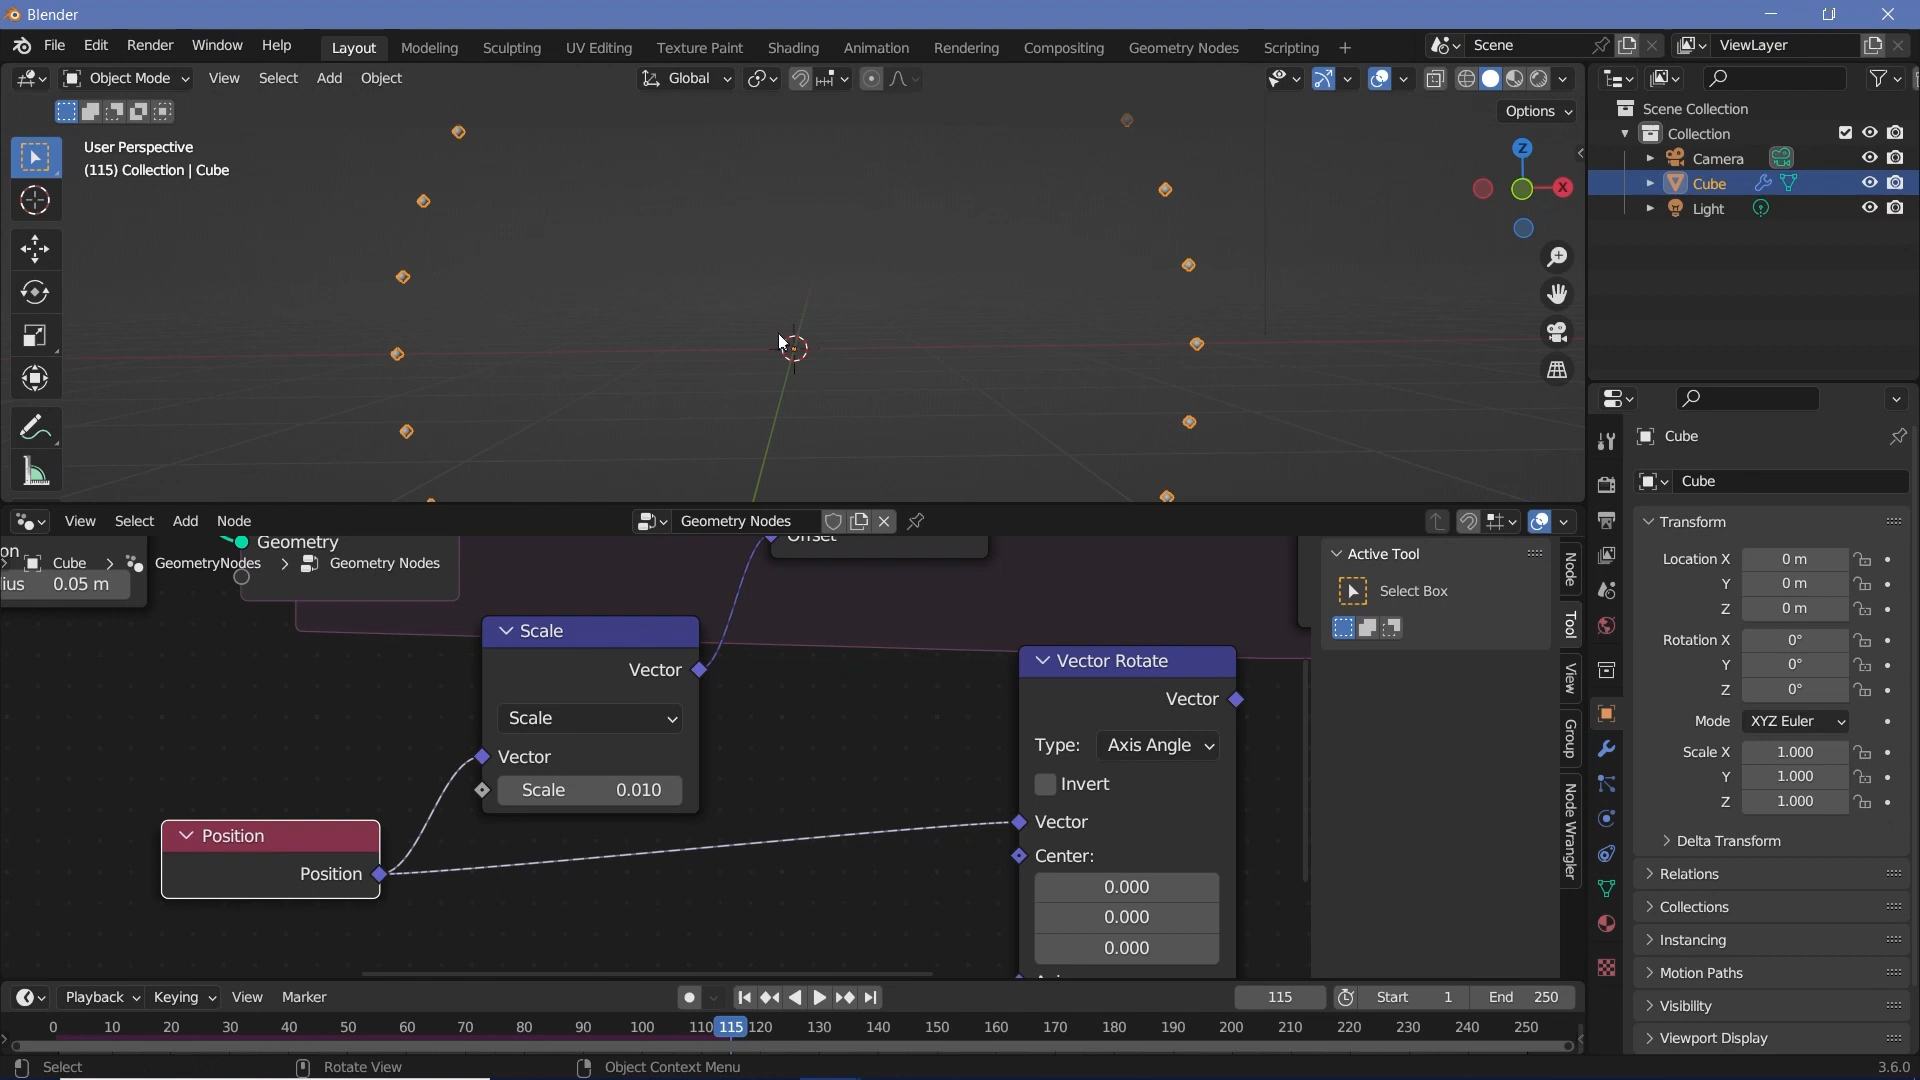 Blender
File Edit Render Window Help
Layout Modeling Sculpting UV Editing Texture Paint Shading Animation Rendering Compositing Geometry Nodes Scripting +
Scene
ViewLayer
Object Mode View Select Add Object
Global
Options
User Perspective
(115) Collection | Cube
Z
X
Scene Collection
Collection
Camera
Cube
Light
Cube
Cube
Transform
Location X 0 m
Y 0 m
Z 0 m
Rotation X 0°
Y 0°
Z 0°
Mode XYZ Euler
Scale X 1.000
Y 1.000
Z 1.000
Delta Transform
Relations
Collections
Instancing
Motion Paths
Visibility
Viewport Display
View Select Add Node
Geometry Nodes
on
Geometry
Offset
Cube > GeometryNodes > Geometry Nodes
ius 0.05 m
Scale
Vector
Scale
Vector
Scale 0.010
Position
Position
Vector Rotate
Vector
Type: Axis Angle
Invert
Vector
Center:
0.000
0.000
0.000
Active Tool
Select Box
Node
Tool
View
Group
Node Wrangler
Playback Keying View Marker
115
Start 1
End 250
0 10 20 30 40 50 60 70 80 90 100 110 115 120 130 140 150 160 170 180 190 200 210 220 230 240 250
Select
Rotate View
Object Context Menu
3.6.0